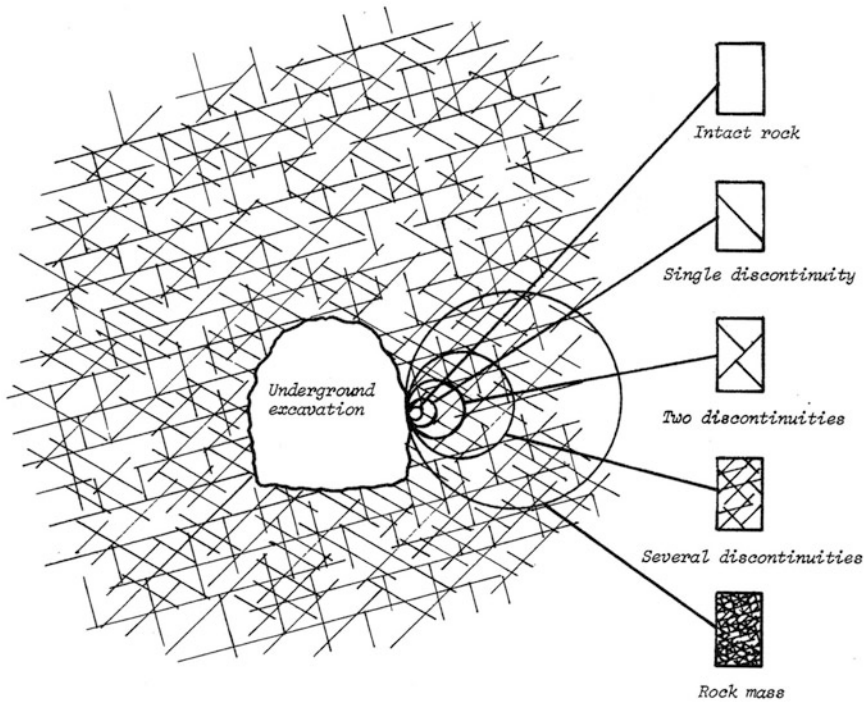 Intact rock
Single discontinuity
Underground
excavation
Two discontinuities
Several discontinuities
Rock mass